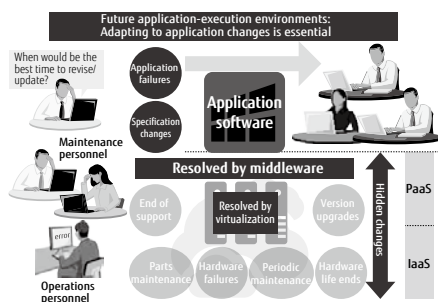 Future application-execution environments:
Adapting to application changes is essential
When would be the
best time to revise/
update?
Application
failures
Specification
changes
Application
software
Maintenance
personnel
Resolved by middleware
End of
support
Resolved by
virtualization
Version
upgrades
Hidden changes
PaaS
IaaS
error
Parts
maintenance
Hardware
failures
Periodic
maintenance
Hardware
life ends
Operations
personnel